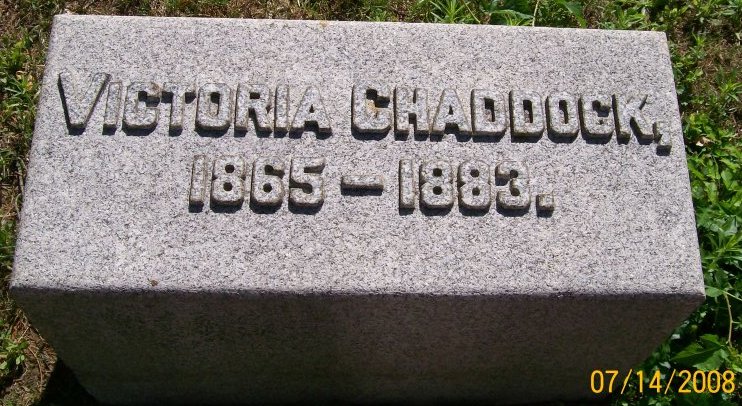 VICTORIA CHADDOCK,
1865 – 1883.
07/14/2008